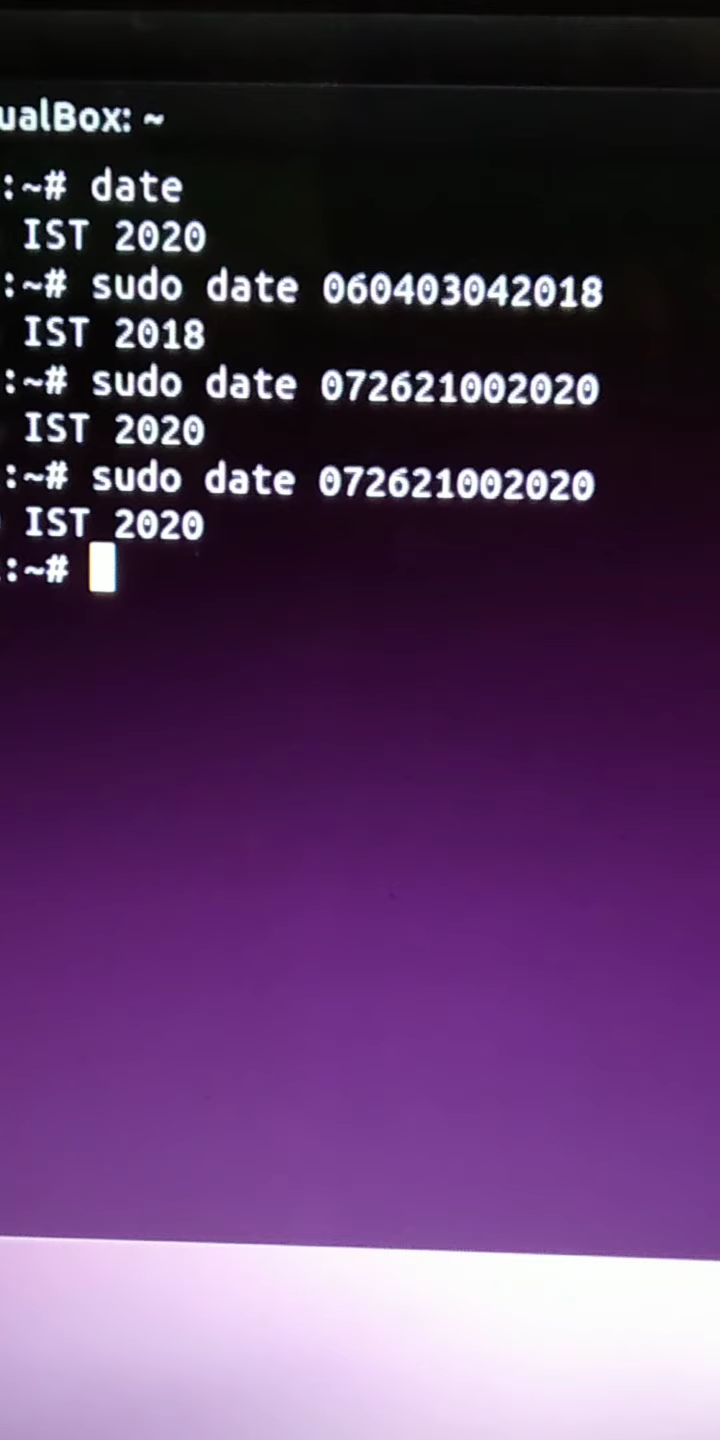 ualBox: ~
:~# date
IST 2020
:~# sudo date 060403042018
IST 2018
:~# sudo date 072621002020
IST 2020
:~# sudo date 072621002020
IST 2020
:~#